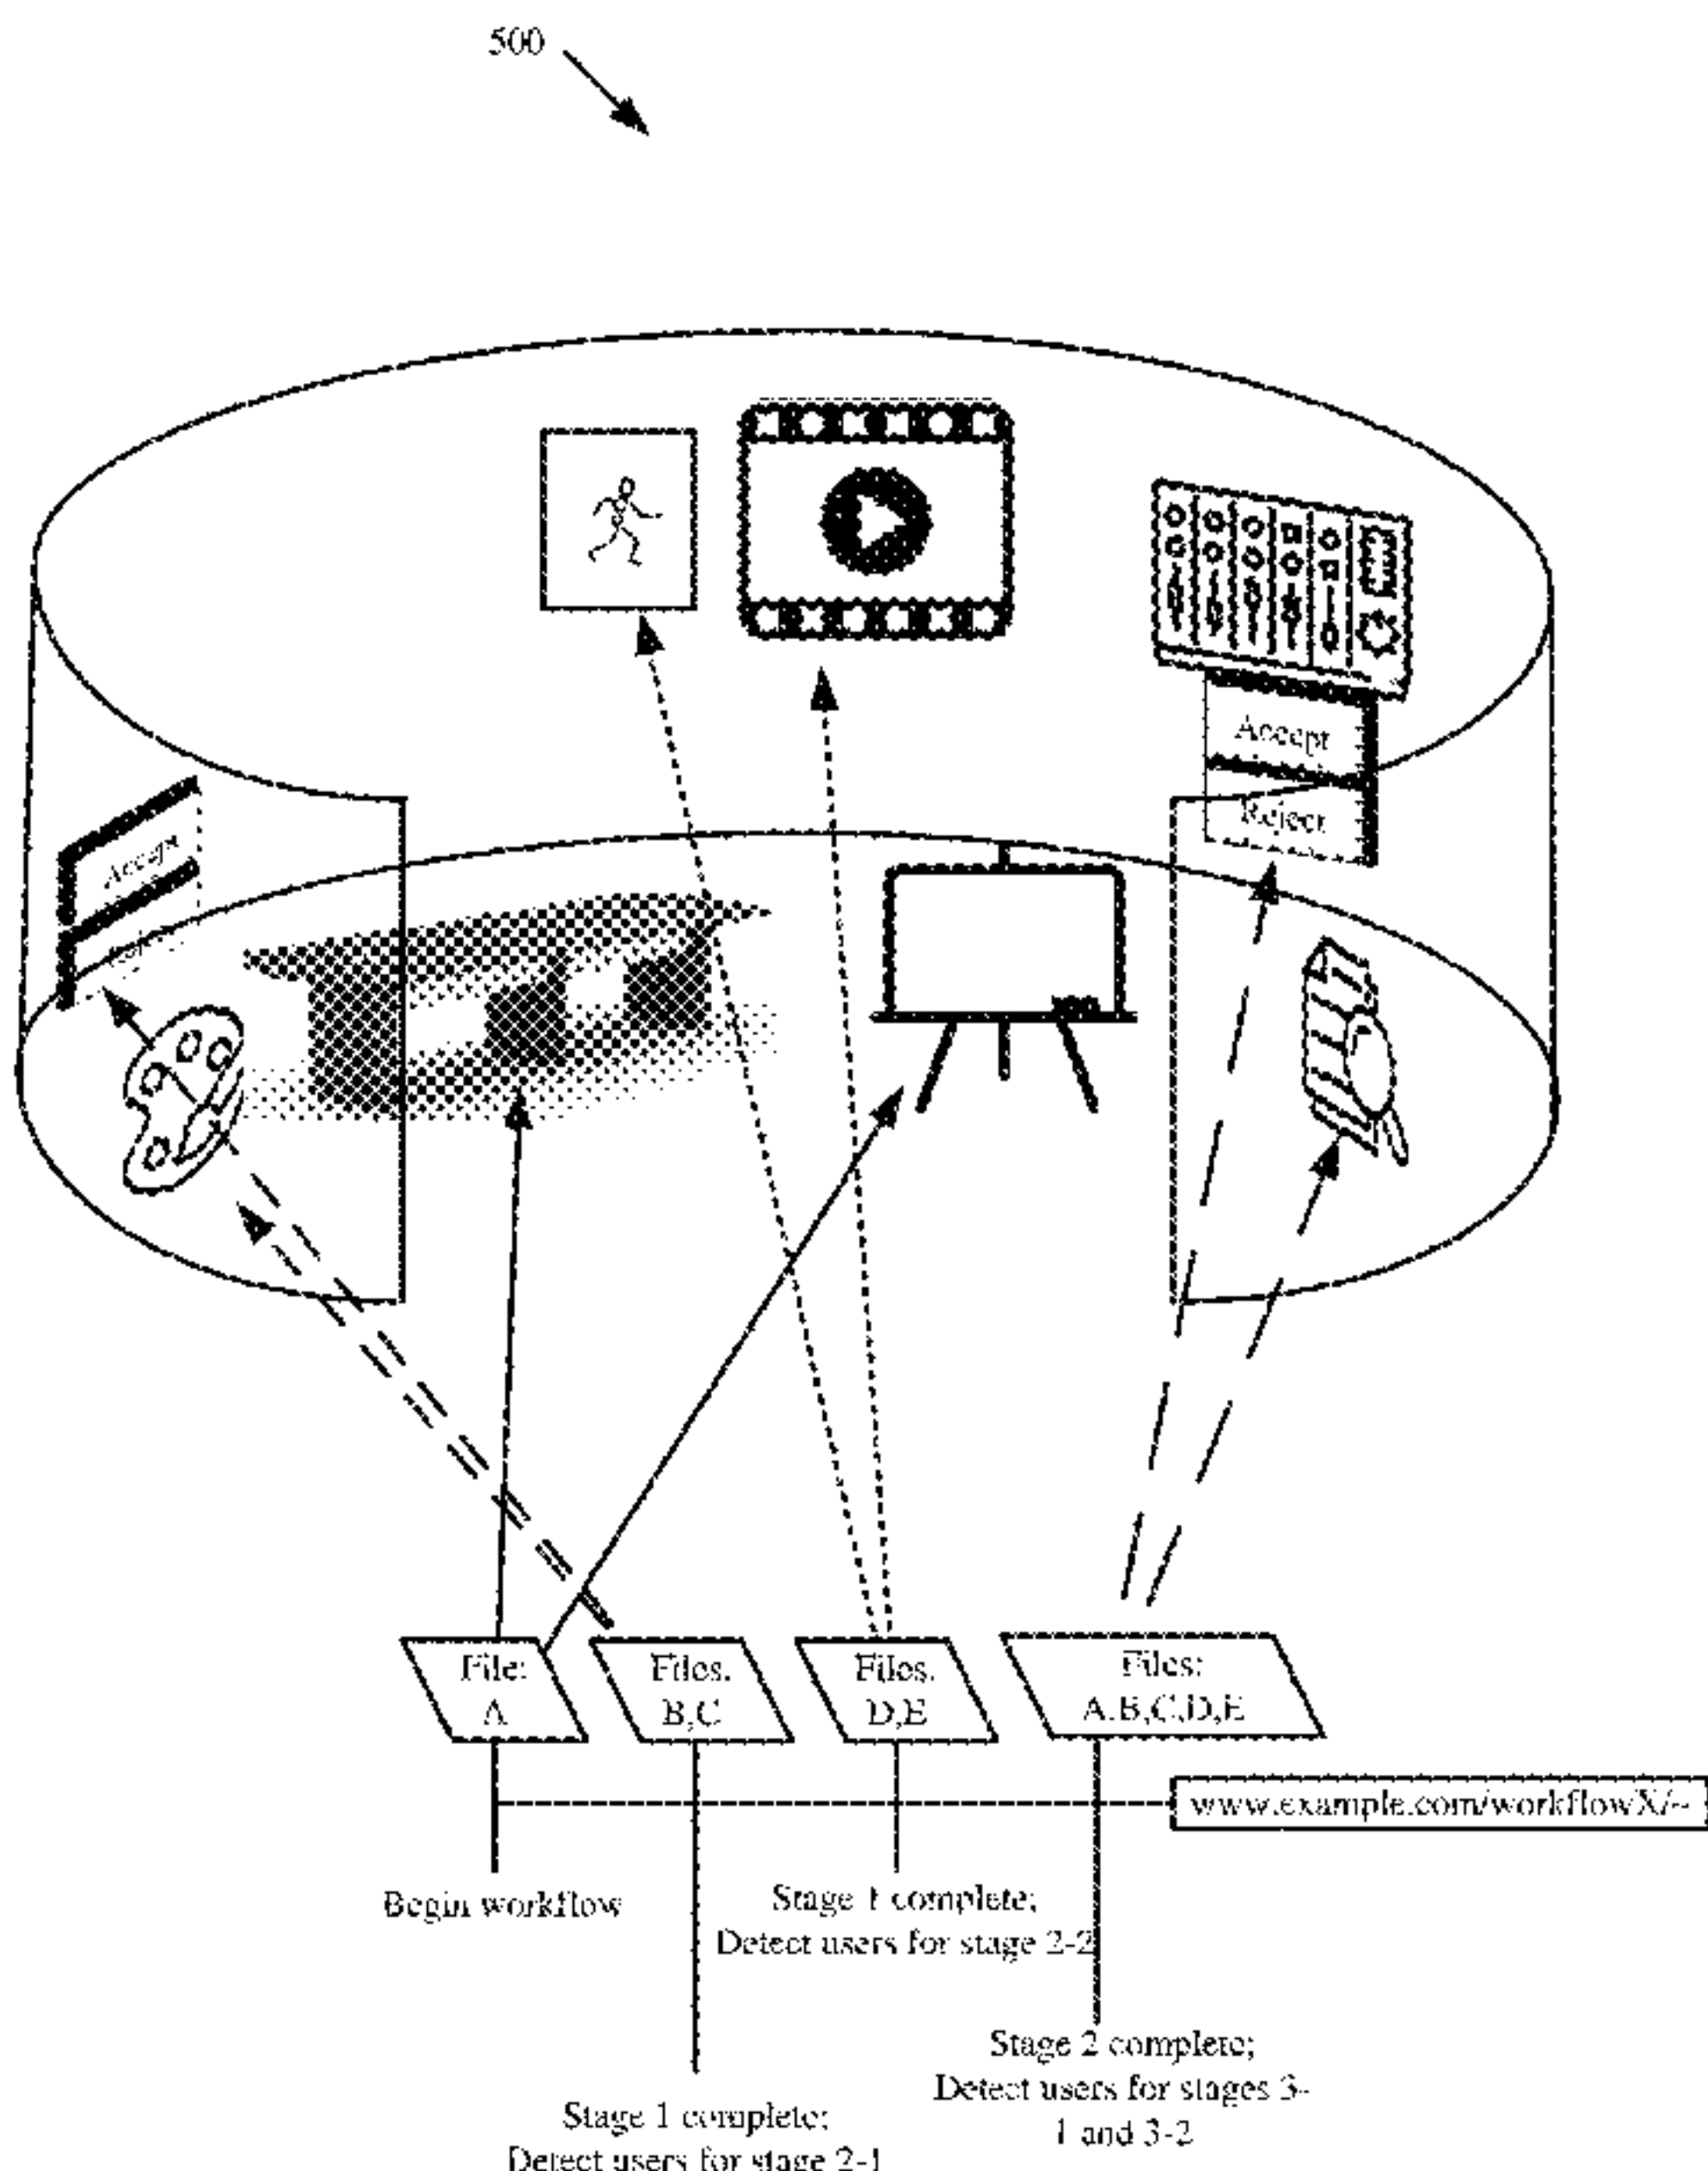 500
Accept
Reject
Accept
File:
A
Files:
B,C
Files:
D,E
Files:
A,B,C,D,E
www.example.com/workflowX/~
Begin workflow
Stage 1 complete;
Detect users for stage 2-2
Stage 2 complete;
Detect users for stages 3-
1 and 3-2
Stage 1 complete;
Detect users for stage 2-1